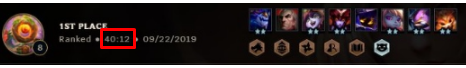 1ST PLACE
Ranked • 40:12 • 09/22/2019
8